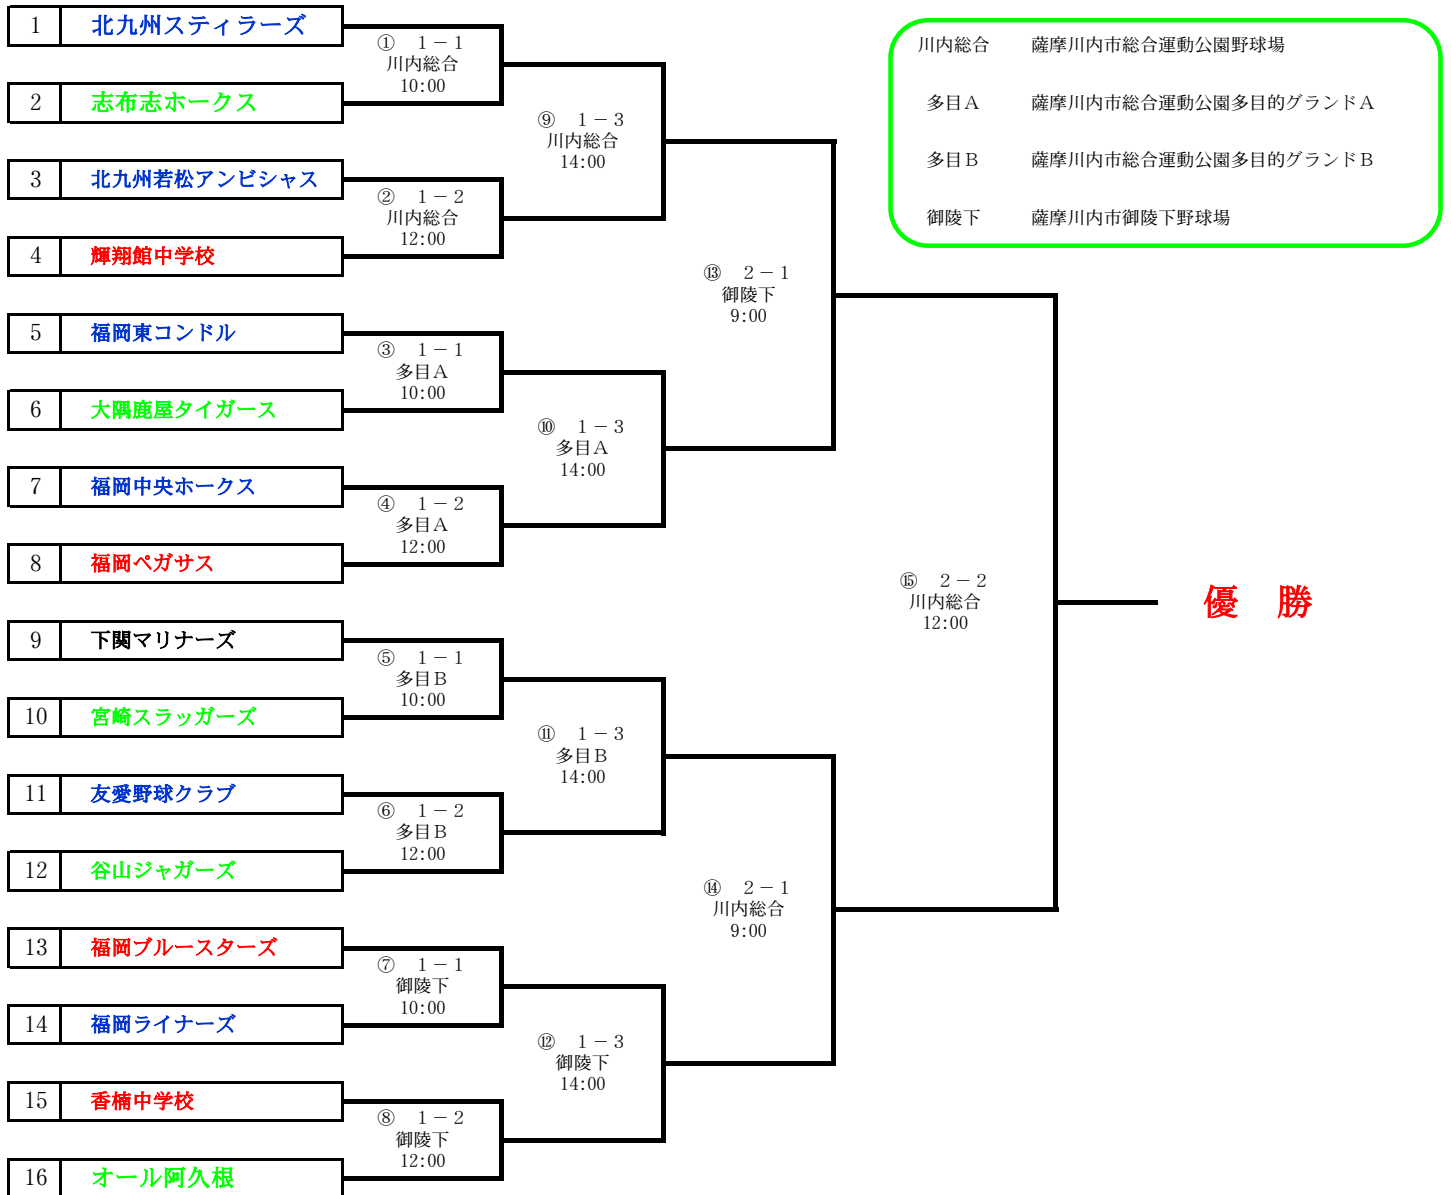 1 北九州スティラーズ
2 志布志ホークス
3 北九州若松アンビシャス
4 輝翔館中学校
5 福岡東コンドル
6 大隅鹿屋タイガース
7 福岡中央ホークス
8 福岡ペガサス
9 下関マリナーズ
10 宮崎スラッガーズ
11 友愛野球クラブ
12 谷山ジャガーズ
13 福岡ブルースターズ
14 福岡ライナーズ
15 香楠中学校
16 オール阿久根
① 1－1
川内総合
10:00
② 1－2
川内総合
12:00
③ 1－1
多目A
10:00
④ 1－2
多目A
12:00
⑤ 1－1
多目B
10:00
⑥ 1－2
多目B
12:00
⑦ 1－1
御陵下
10:00
⑧ 1－2
御陵下
12:00
⑨ 1－3
川内総合
14:00
⑩ 1－3
多目A
14:00
⑪ 1－3
多目B
14:00
⑫ 1－3
御陵下
14:00
⑬ 2－1
御陵下
9:00
⑭ 2－1
川内総合
9:00
⑮ 2－2
川内総合
12:00
優 勝
川内総合 薩摩川内市総合運動公園野球場
多目A 薩摩川内市総合運動公園多目的グランドA
多目B 薩摩川内市総合運動公園多目的グランドB
御陵下 薩摩川内市御陵下野球場